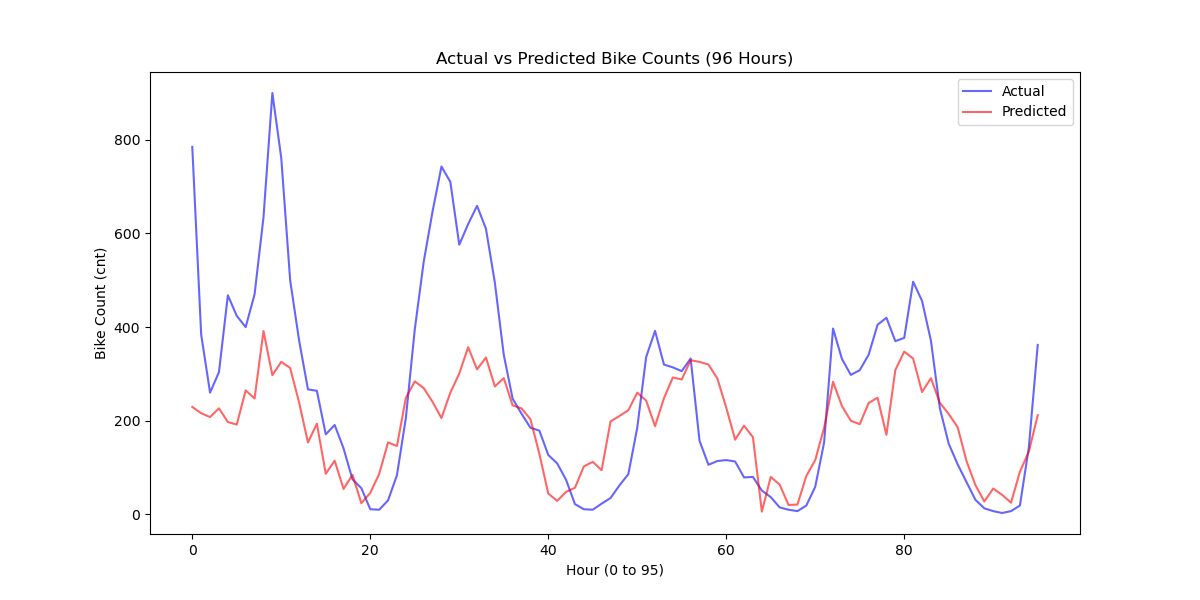 Actual vs Predicted Bike Counts (96 Hours)
Actual
Predicted
Bike Count (cnt)
800
600
400
200
0
0 20 40 60 80
Hour (0 to 95)